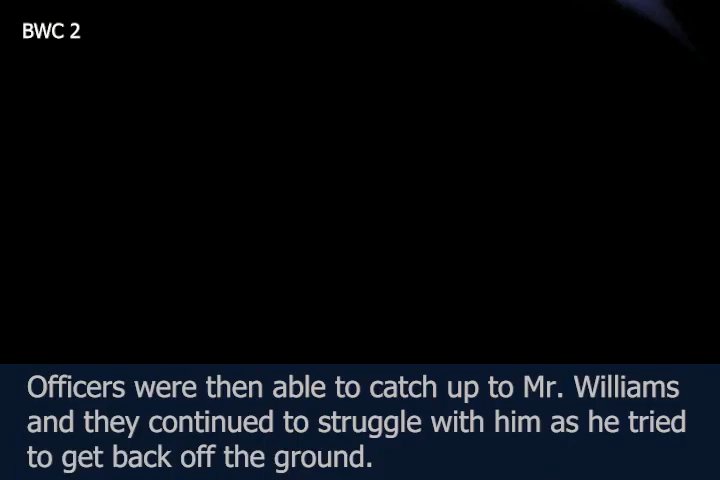 BWC 2
Officers were then able to catch up to Mr. Williams
and they continued to struggle with him as he tried
to get back off the ground.